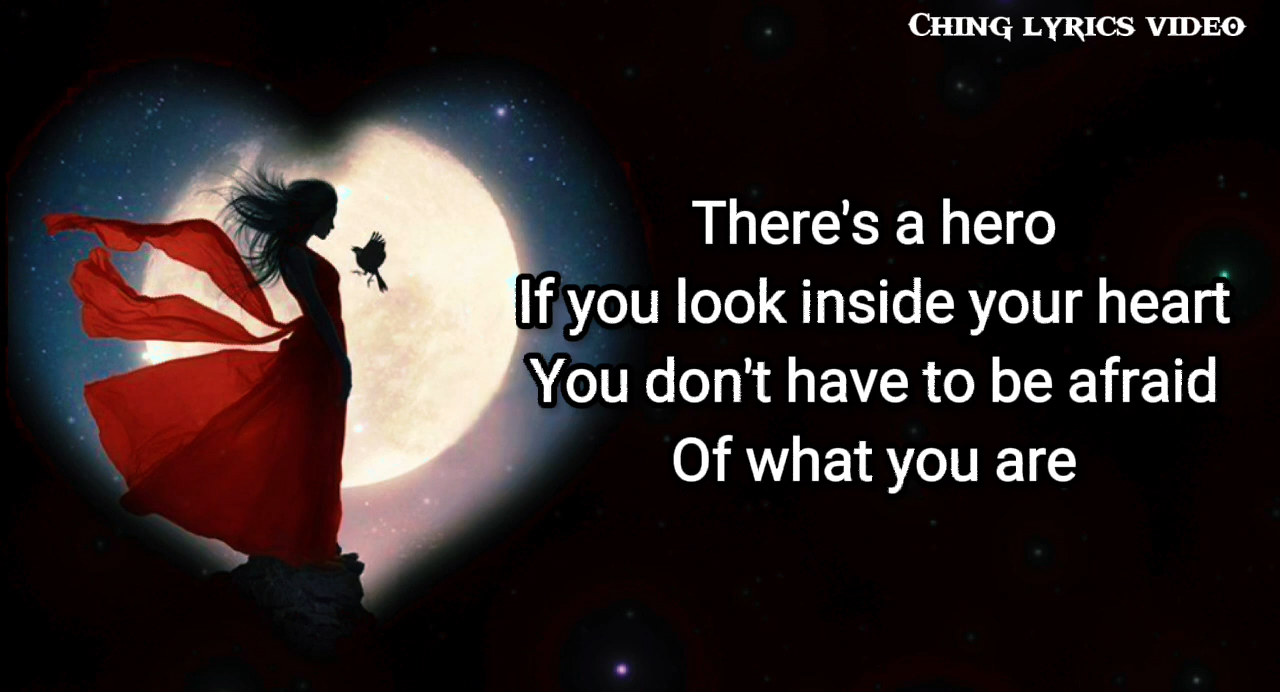 Ching lyrics video
There's a hero
If you look inside your heart
You don't have to be afraid
Of what you are